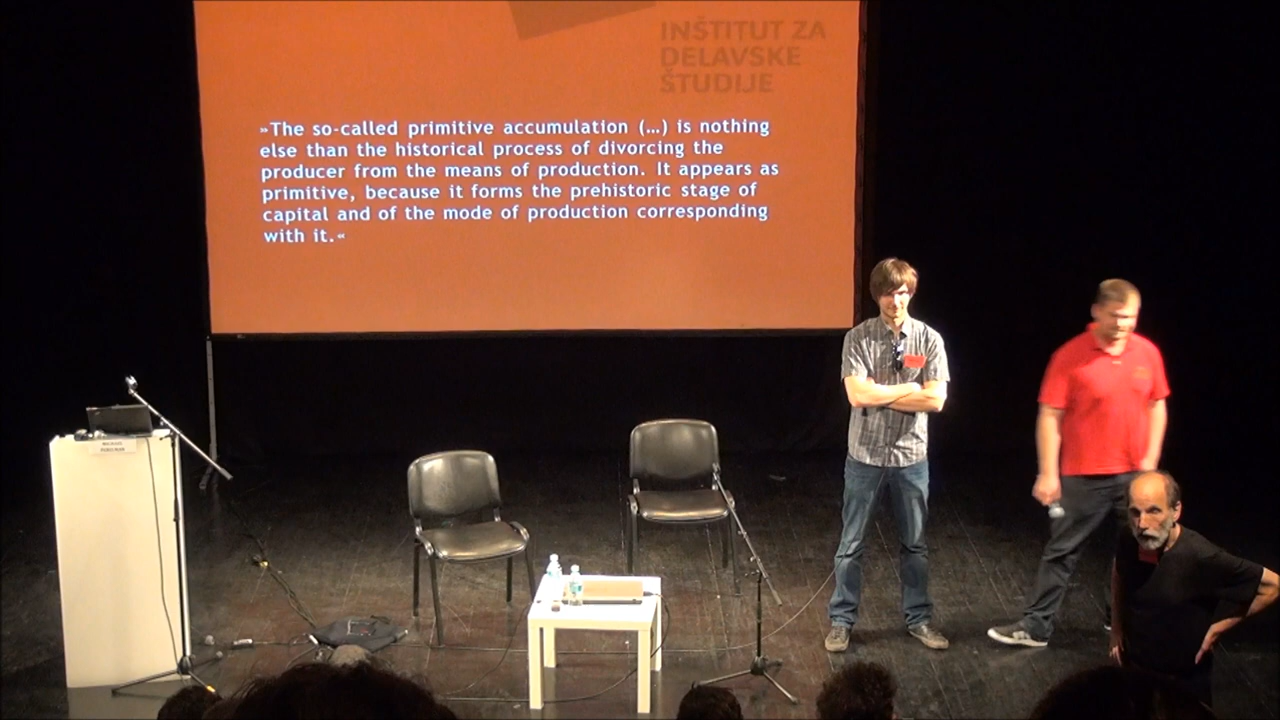 INŠTITUT ZA
DELAVSKE
ŠTUDIJE
»The so-called primitive accumulation (…) is nothing
else than the historical process of divorcing the
producer from the means of production. It appears as
primitive, because it forms the prehistoric stage of
capital and of the mode of production corresponding
with it.«